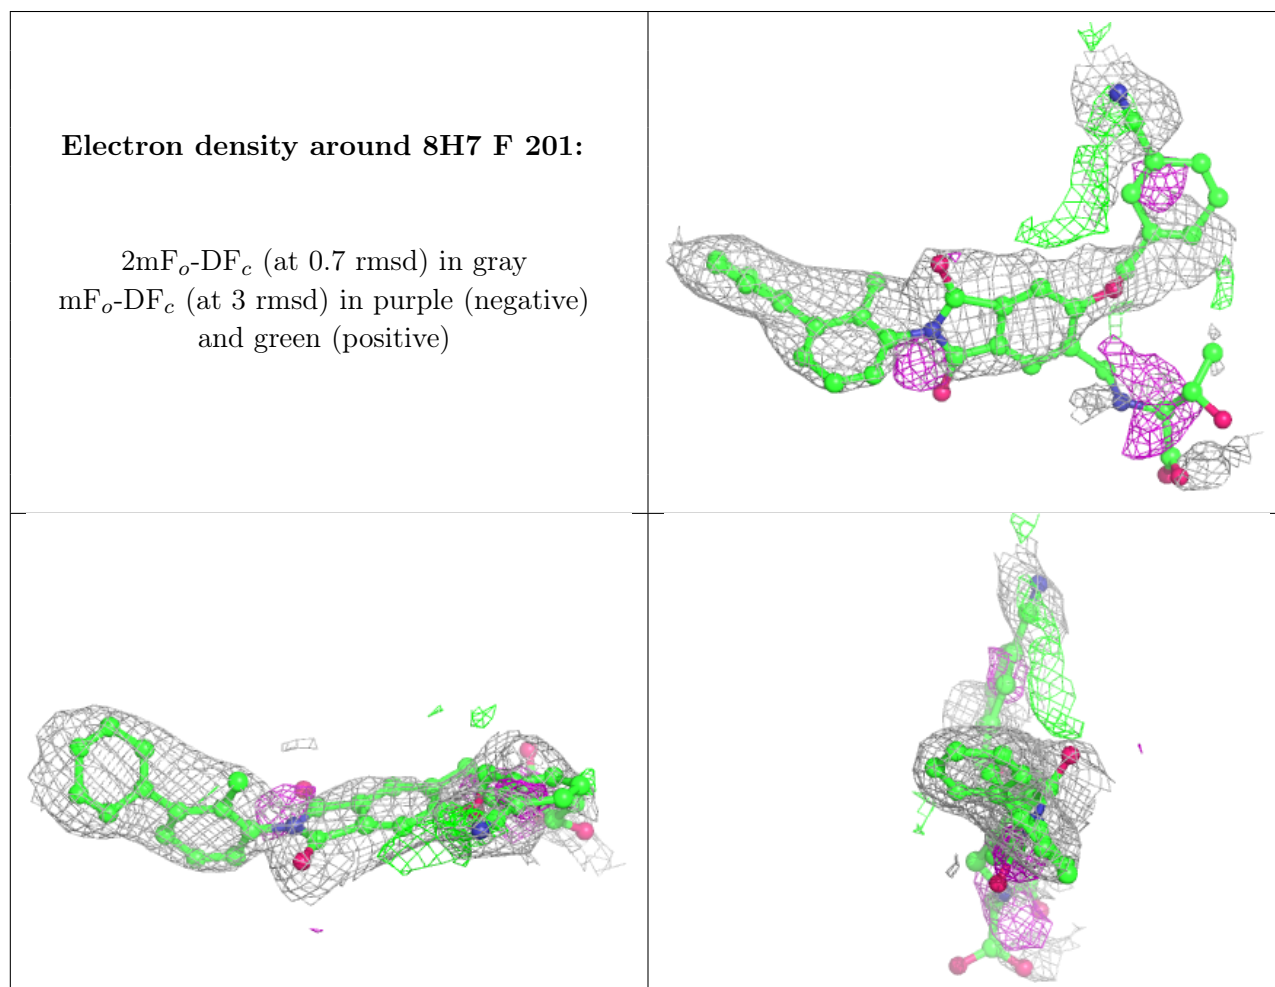 Electron density around 8H7 F 201:
2mFo-DFc (at 0.7 rmsd) in gray
mFo-DFc (at 3 rmsd) in purple (negative)
and green (positive)